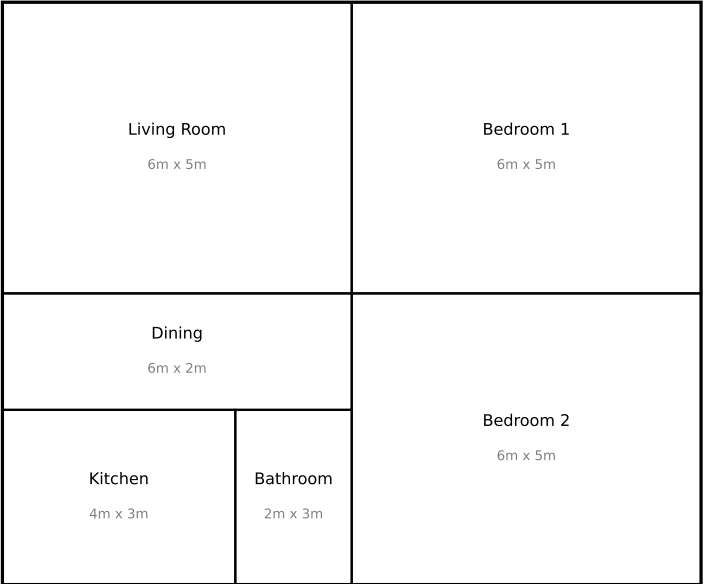 Living Room
6m x 5m
Bedroom 1
6m x 5m
Dining
6m x 2m
Bedroom 2
6m x 5m
Kitchen
4m x 3m
Bathroom
2m x 3m